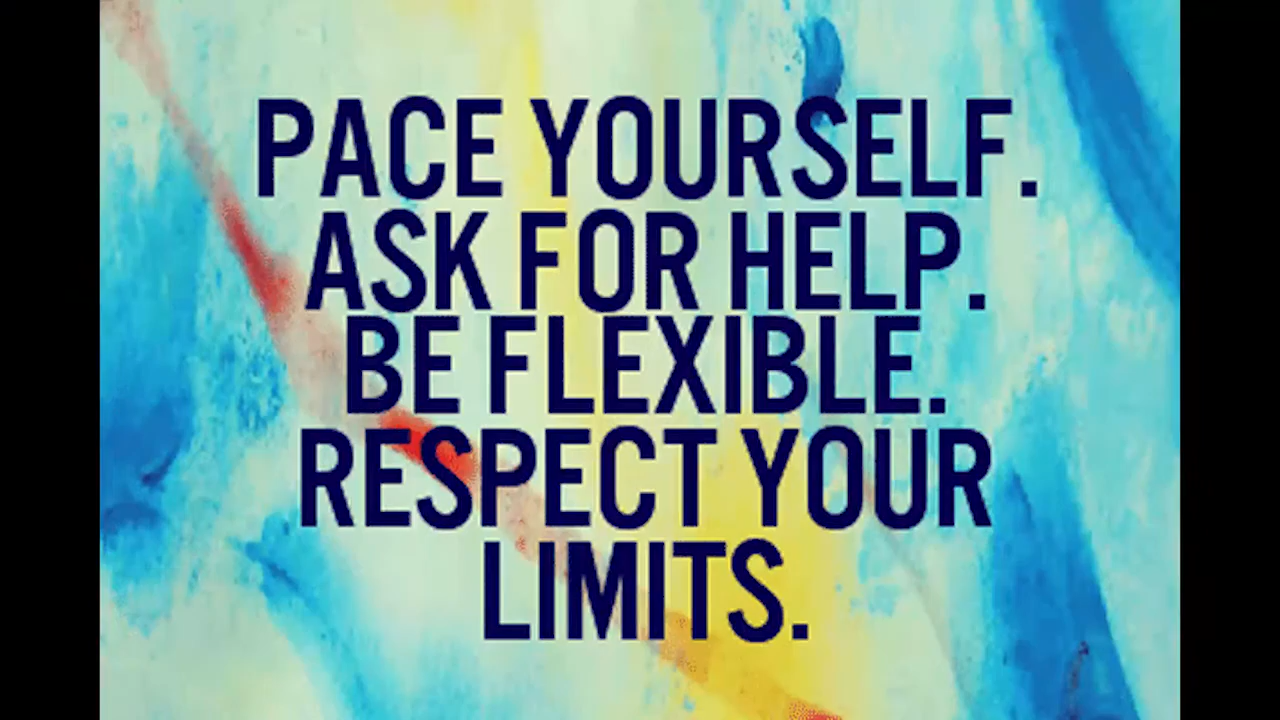 PACE YOURSELF.
ASK FOR HELP.
BE FLEXIBLE.
RESPECT YOUR
LIMITS.